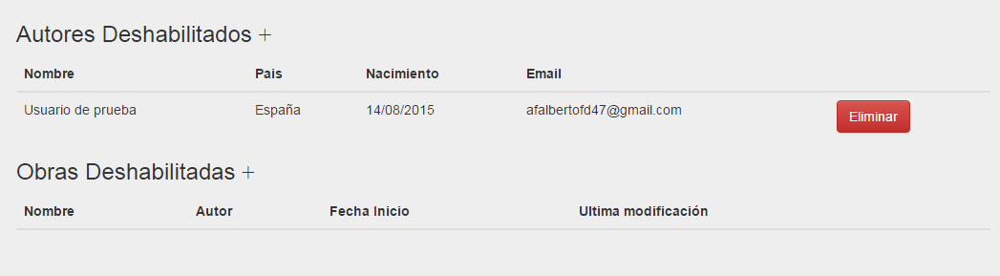 Autores Deshabilitados +
Nombre Pais Nacimiento Email
Usuario de prueba España 14/08/2015 afalbertofd47@gmail.com Eliminar
Obras Deshabilitadas +
Nombre Autor Fecha Inicio Ultima modificación